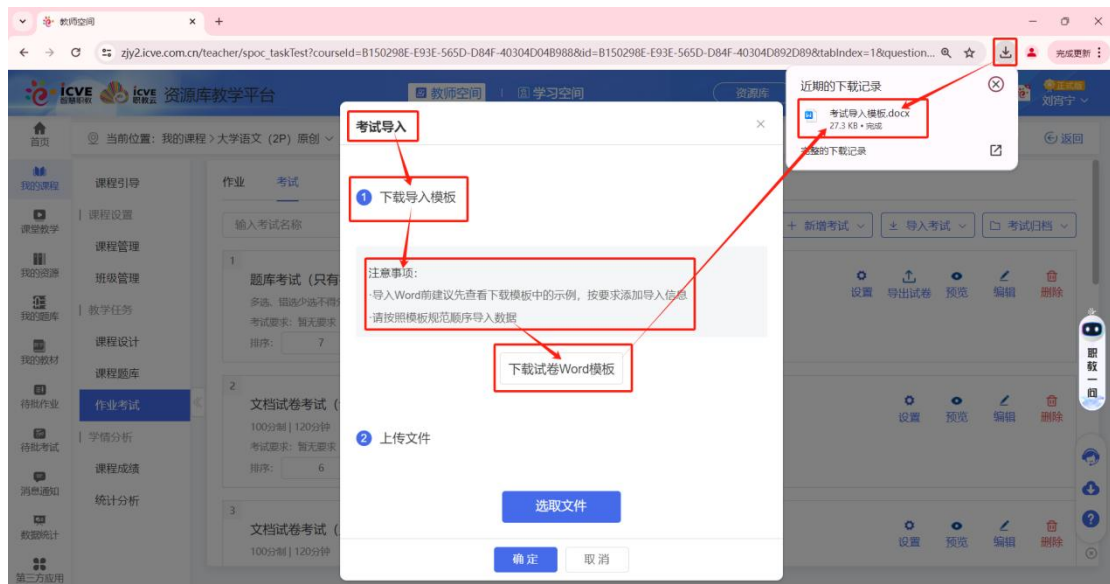 教师空间
zjy2.icve.com.cn/teacher/spoc_taskTest?courseId=B150298E-E93E-565D-D84F-40304D04B988&id=B150298E-E93E-565D-D84F-40304D892D89&tabIndex=1&question...
完成更新
近期的下载记录
考试导入模板.docx
27.3 KB • 完成
完整的下载记录
icve 智慧职教
icve 职教云
资源库教学平台
教师空间
学习空间
资源库
正式版
刘宫宁
首页
当前位置：我的课程>大学语文（2P）原创
返回
我的课程
课堂教学
我的资源
我的题库
我的教材
待批作业
待批考试
消息通知
数据统计
第三方应用
课程引导
课程设置
课程管理
班级管理
教学任务
课程设计
课程题库
作业考试
学情分析
课程成绩
统计分析
作业 考试
输入考试名称
+ 新增考试
导入考试
考试归档
1
题库考试（只有
多选、错选少选不得分
考试要求：暂无要求
排序： 7
设置 导出试卷 预览 编辑 删除
2
文档试卷考试（
100分制 | 120分钟
考试要求：暂无要求
排序： 6
设置 预览 编辑 删除
3
文档试卷考试（
100分制 | 120分钟
设置 预览 编辑 删除
考试导入
1 下载导入模板
注意事项：
·导入Word前建议先查看下载模板中的示例，按要求添加导入信息
·请按照模板规范顺序导入数据
下载试卷Word模板
2 上传文件
选取文件
确定 取消
职教一问